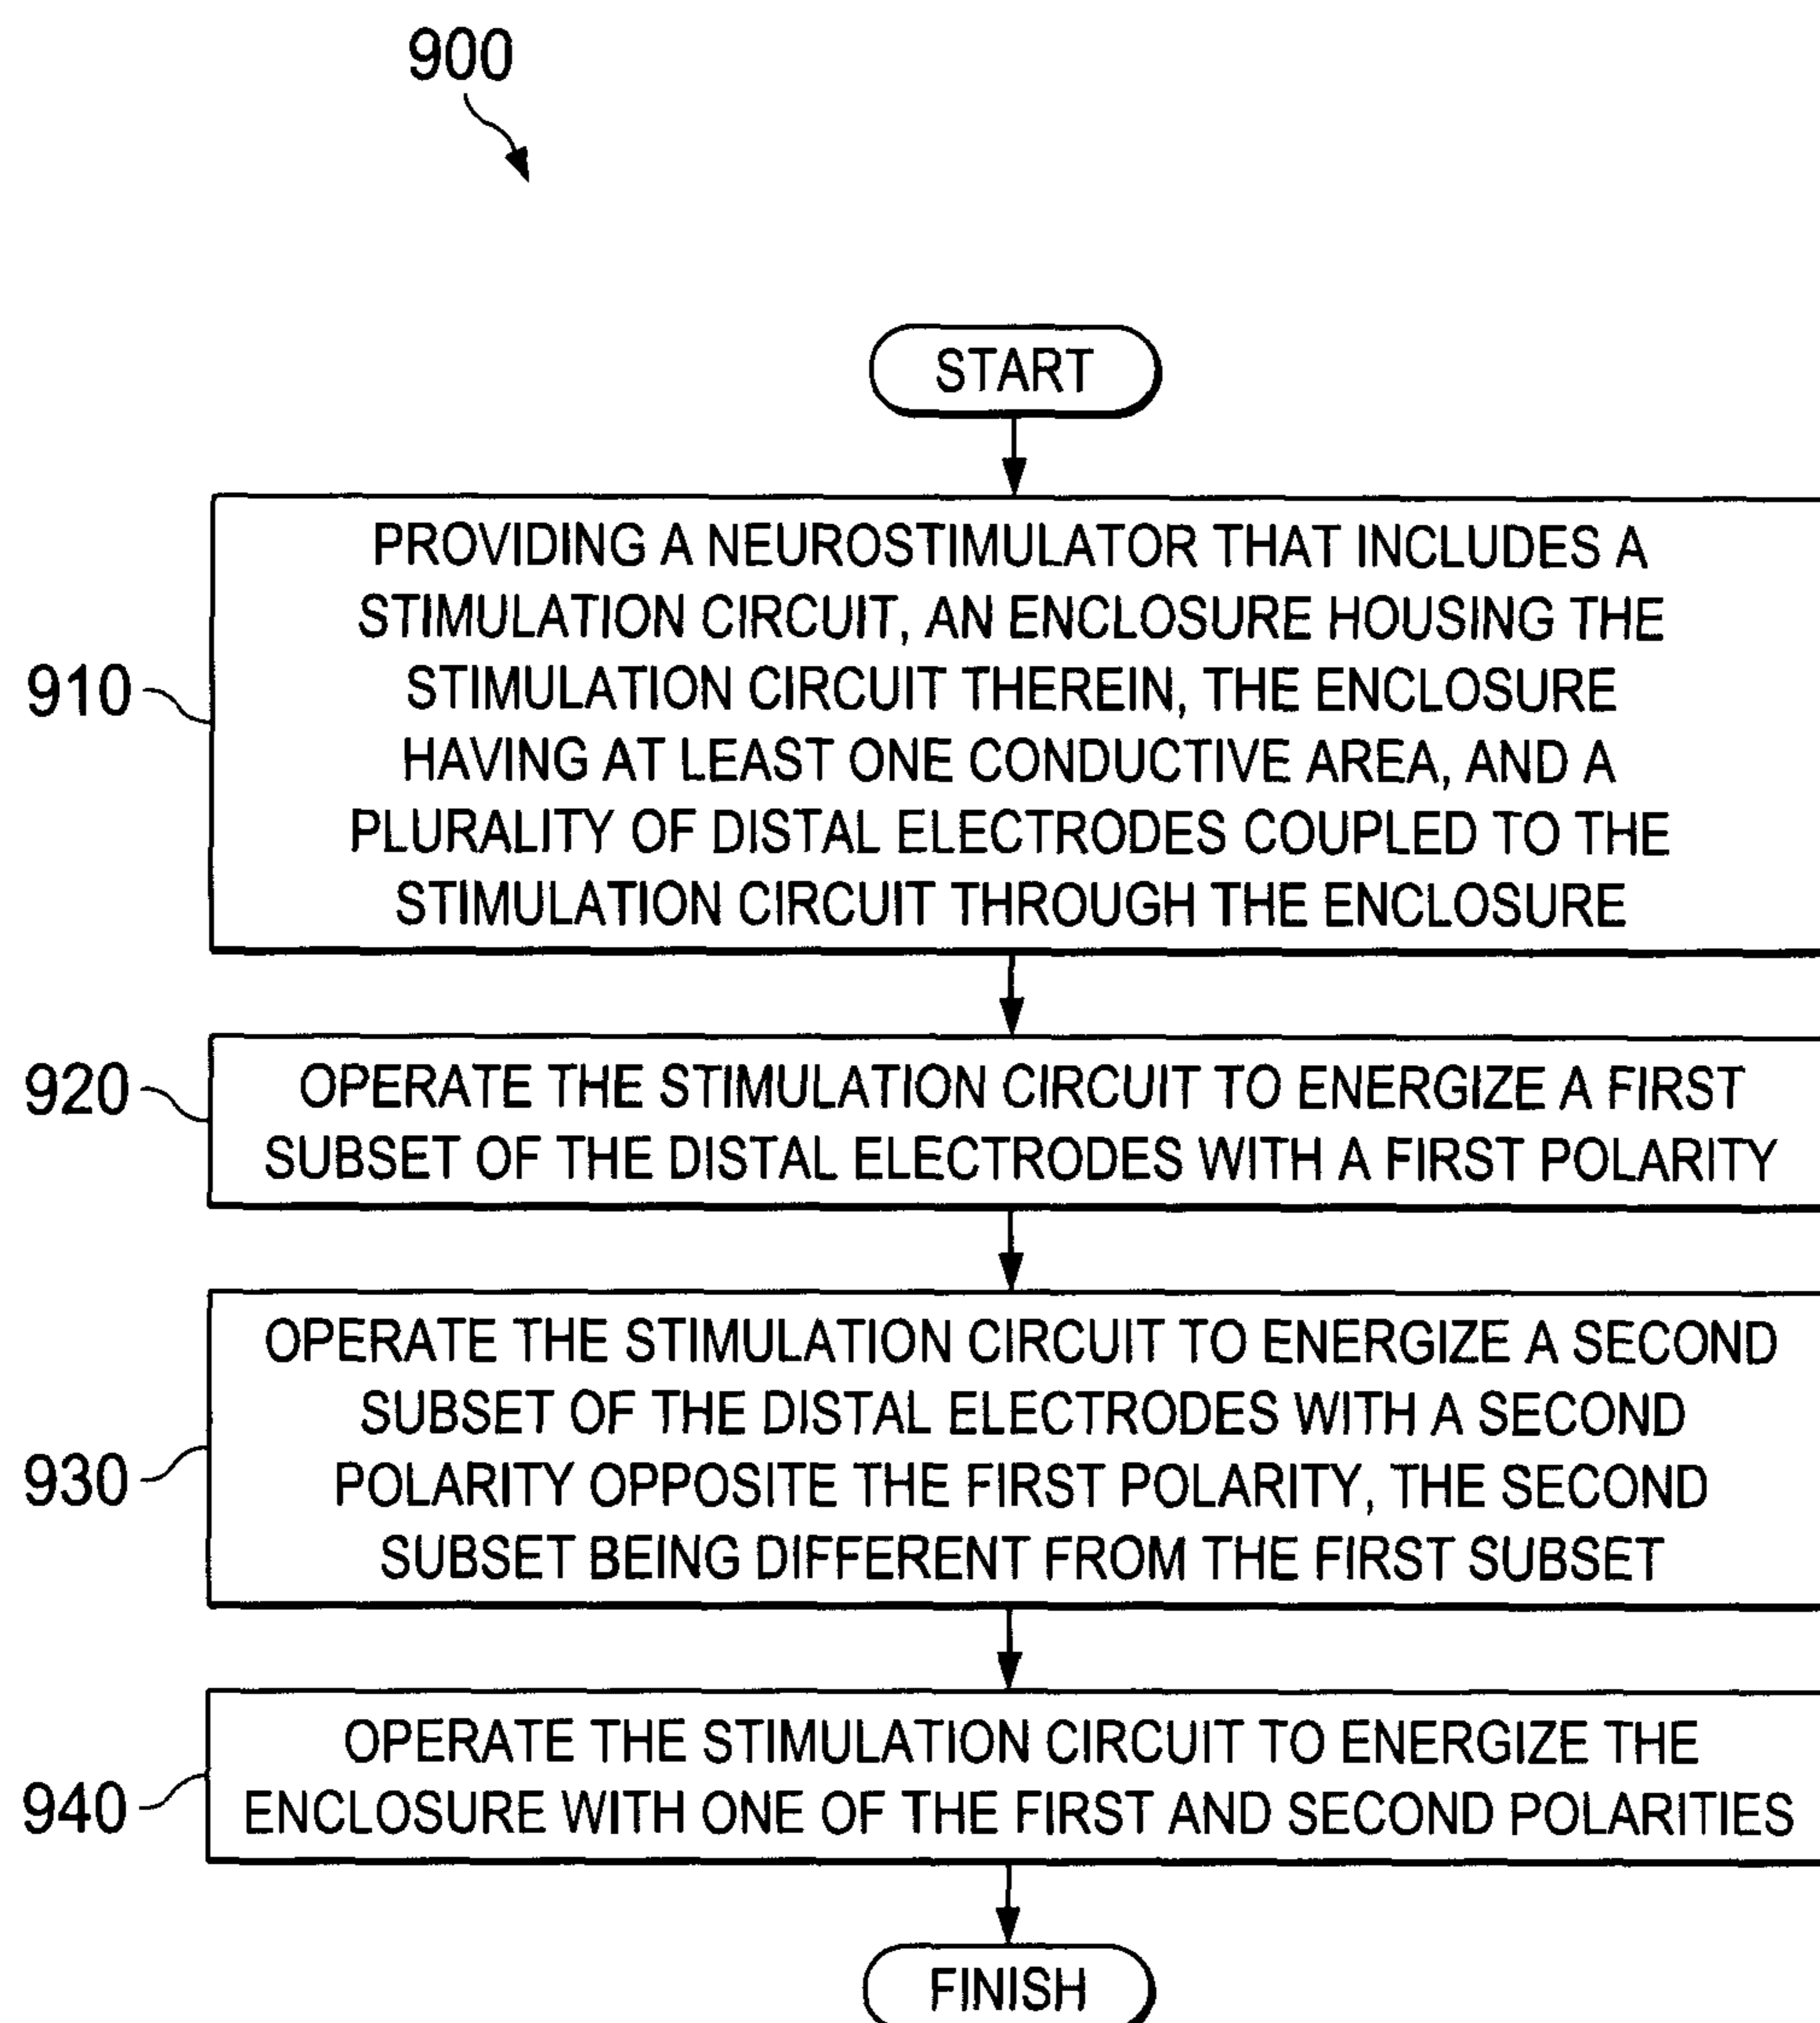 900
START
910
PROVIDING A NEUROSTIMULATOR THAT INCLUDES A
STIMULATION CIRCUIT, AN ENCLOSURE HOUSING THE
STIMULATION CIRCUIT THEREIN, THE ENCLOSURE
HAVING AT LEAST ONE CONDUCTIVE AREA, AND A
PLURALITY OF DISTAL ELECTRODES COUPLED TO THE
STIMULATION CIRCUIT THROUGH THE ENCLOSURE
920
OPERATE THE STIMULATION CIRCUIT TO ENERGIZE A FIRST
SUBSET OF THE DISTAL ELECTRODES WITH A FIRST POLARITY
930
OPERATE THE STIMULATION CIRCUIT TO ENERGIZE A SECOND
SUBSET OF THE DISTAL ELECTRODES WITH A SECOND
POLARITY OPPOSITE THE FIRST POLARITY, THE SECOND
SUBSET BEING DIFFERENT FROM THE FIRST SUBSET
940
OPERATE THE STIMULATION CIRCUIT TO ENERGIZE THE
ENCLOSURE WITH ONE OF THE FIRST AND SECOND POLARITIES
FINISH